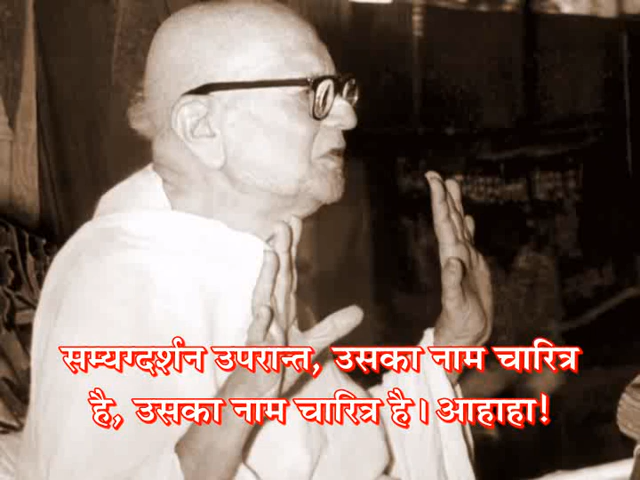 सम्यग्दर्शन उपरान्त, उसका नाम चारित्र
है, उसका नाम चारित्र है। आहाहा!